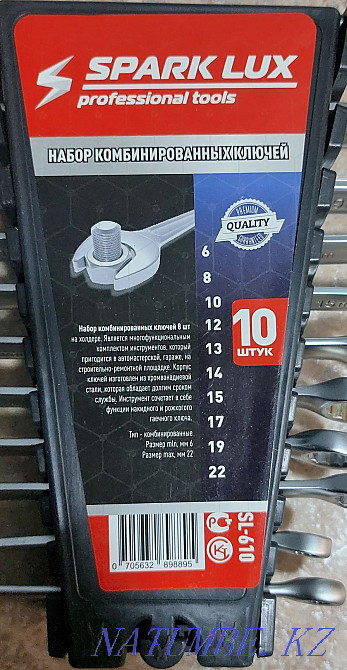 SPARK LUX
professional tools
НАБОР КОМБИНИРОВАННЫХ КЛЮЧЕЙ
PREMIUM
QUALITY
GUARANTEE
6
8
10
12
13
14
15
17
19
22
10
ШТУК
Набор комбинированных ключей 8 шт
на холдере. Является многофункциональным
комплектом инструментов, который
пригодится в автомастерской, гараже, на
строительно-ремонтной площадке. Корпус
ключей изготовлен из хромванадиевой
стали, которая обладает долгим сроком
службы. Инструмент сочетает в себе
функции накидного и рожкового
гаечного ключа.
Тип - комбинированные
Размер min, мм 6
Размер max, мм 22
SL-610
0 705632 898895
NATUMBE.KZ